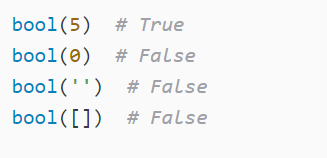 bool(5)  # True
bool(0)  # False
bool('')  # False
bool([])  # False